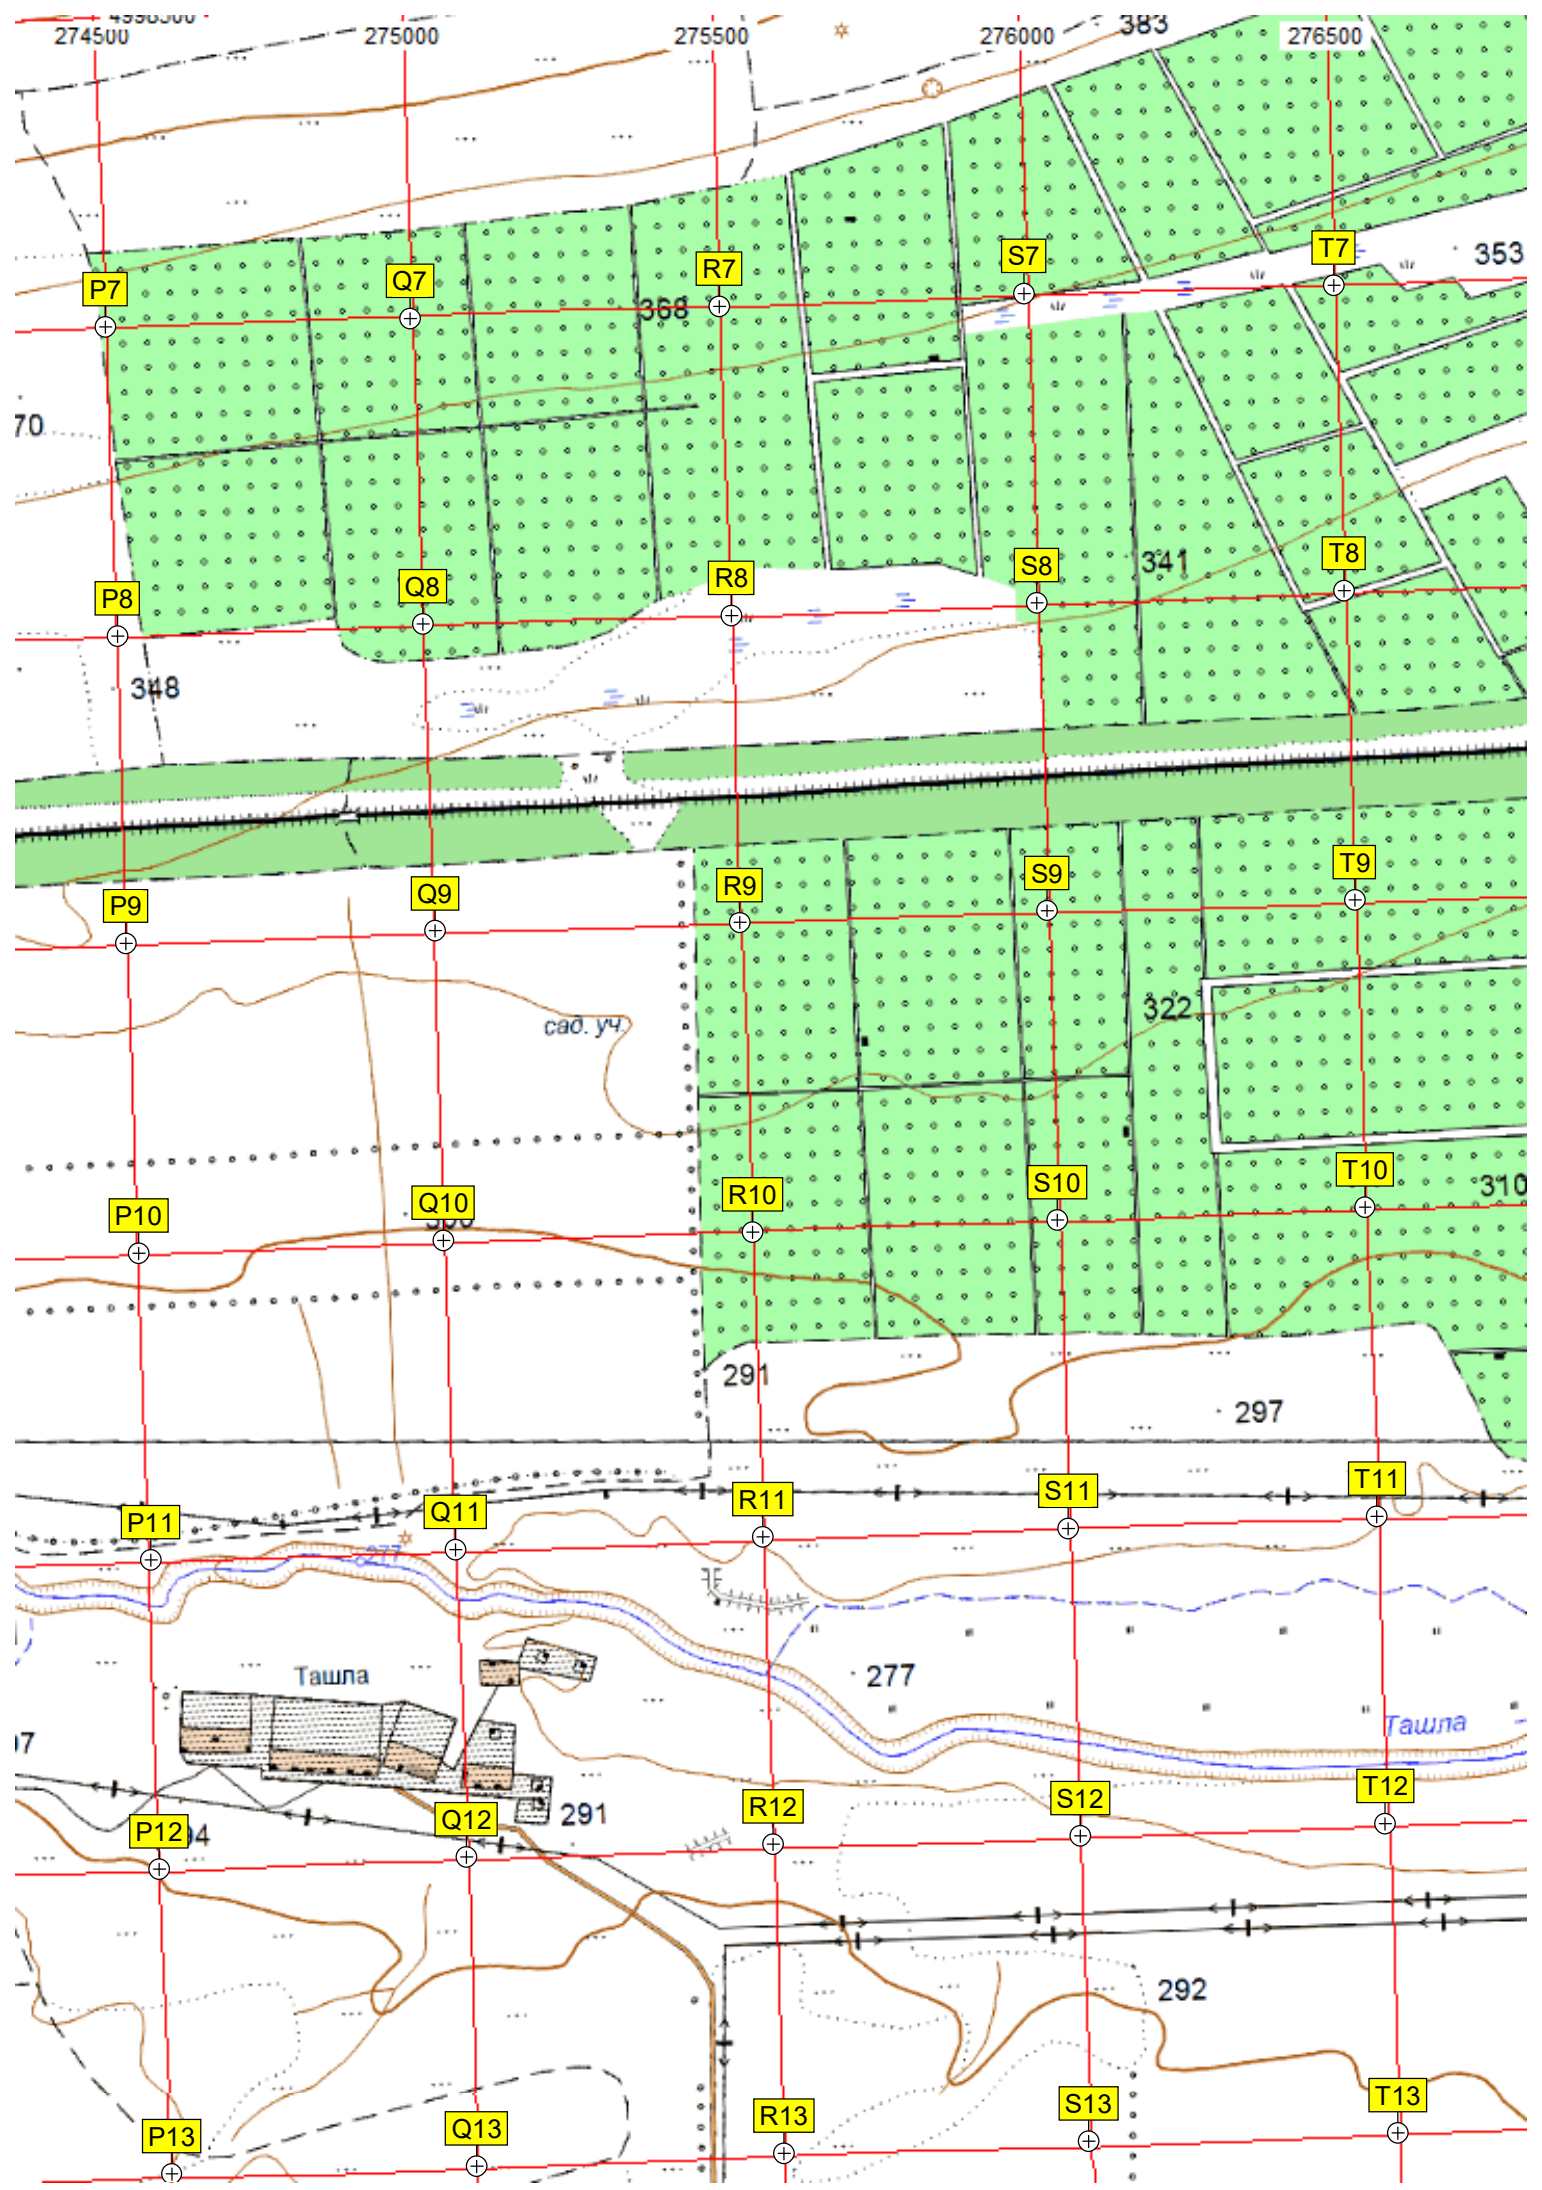 4998500
274500 275000 275500 276000 383 276500
P7 Q7 R7 S7 T7 353
368
70
P8 Q8 R8 S8 341 T8
348
P9 Q9 R9 S9 T9
сад. уч. 322
P10 Q10 R10 S10 T10 310
291
297
P11 Q11 R11 S11 T11
277
Ташла 277
Ташла
P12 Q12 291 R12 S12 T12
292
P13 Q13 R13 S13 T13